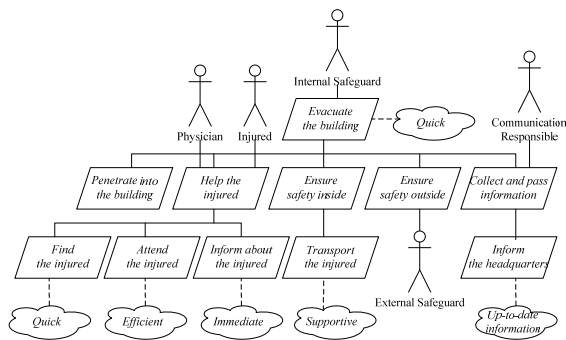 Internal Safeguard
Physician
Injured
Evacuate
the building
Quick
Communication
Responsible
Penetrate into
the building
Help the
injured
Ensure
safety inside
Ensure
safety outside
Collect and pass
information
Find
the injured
Attend
the injured
Inform about
the injured
Transport
the injured
External Safeguard
Inform
the headquarters
Quick
Efficient
Immediate
Supportive
Up-to-date
information